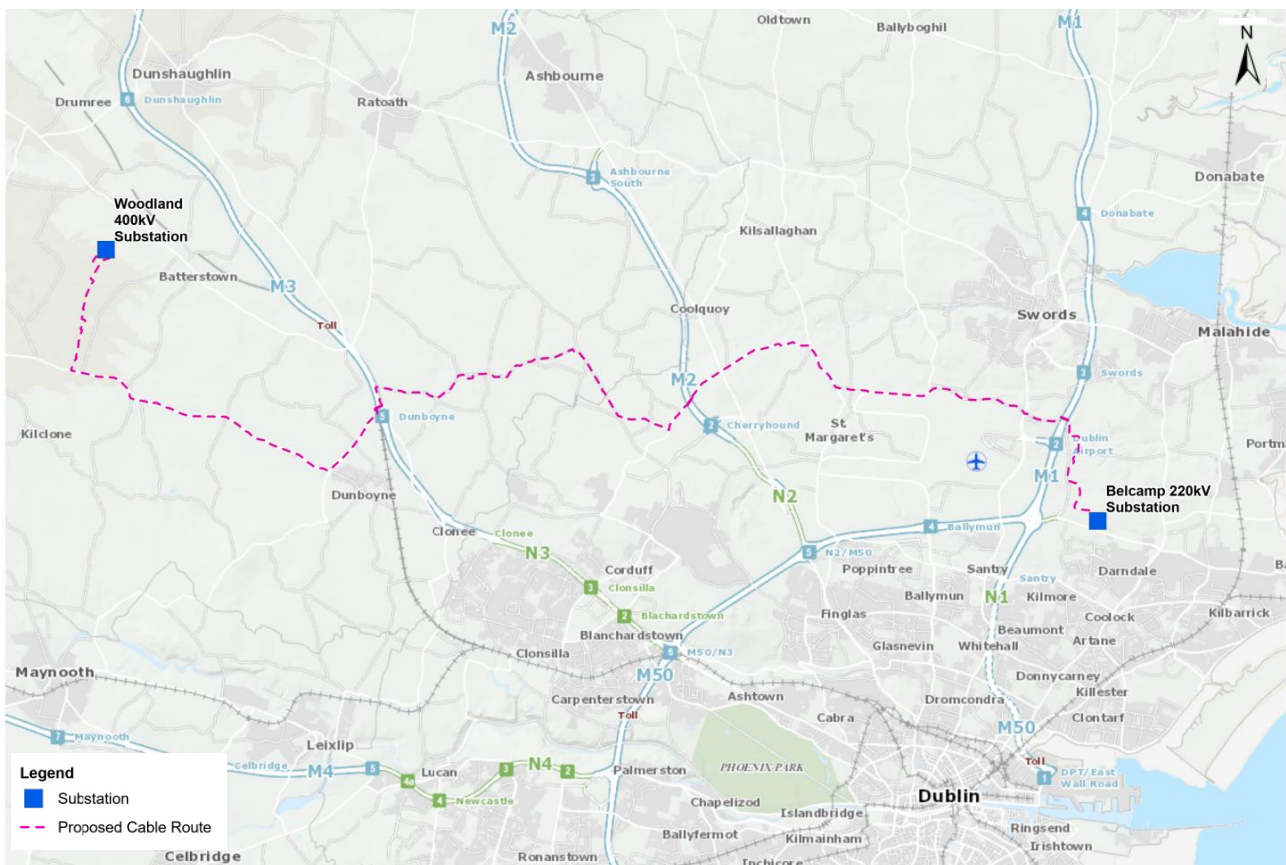 M2
M1
Oldtown
Ballyboghil
N
Dunshaughlin
Ashbourne
Drumree
6 Dunshaughlin
Ratoath
3 Ashbourne
South
Donabate
Woodland
400kV
Substation
4 Donabate
Kilsallaghan
Batterstown
M3
Coolquoy
Swords
Toll
Malahide
M2
3 Swords
5 Dunboyne
2 Cherryhound
St.
Margaret's
Kilclone
2 Dublin
Airport
Portm
M1
Dunboyne
N2
Belcamp 220kV
Substation
Clonee
Clonee
4 Ballymun
N3
5 N2/M50
Corduff
Poppintree
Santry
Darndale
Ba
3 Clonsilla
Santry
Ballymun
N1
Kilmore
2 Blachardstown
Finglas
Coolock
Kilbarrick
Beaumont
Blanchardstown
Glasnevin
Whitehall
Artane
Clonsilla
6 M50/N3
Maynooth
M50
Donnycarney
Carpenterstown
Ashtown
Dromcondra
Killester
Toll
Cabra
Clontarf
M50
7 Maynooth
Leixlip
Celbridge
M4
5
4a
Lucan
3
N4
2
Palmerston
PHOENIX PARK
Toll
1 DPT/East
Wall Road
4 Newcastle
Dublin
Chapelizod
Islandbridge
Ringsend
Ballyfermot
Kilmainham
Irishtown
Celbridge
Ronanstown
Inchicore
Legend
Substation
Proposed Cable Route